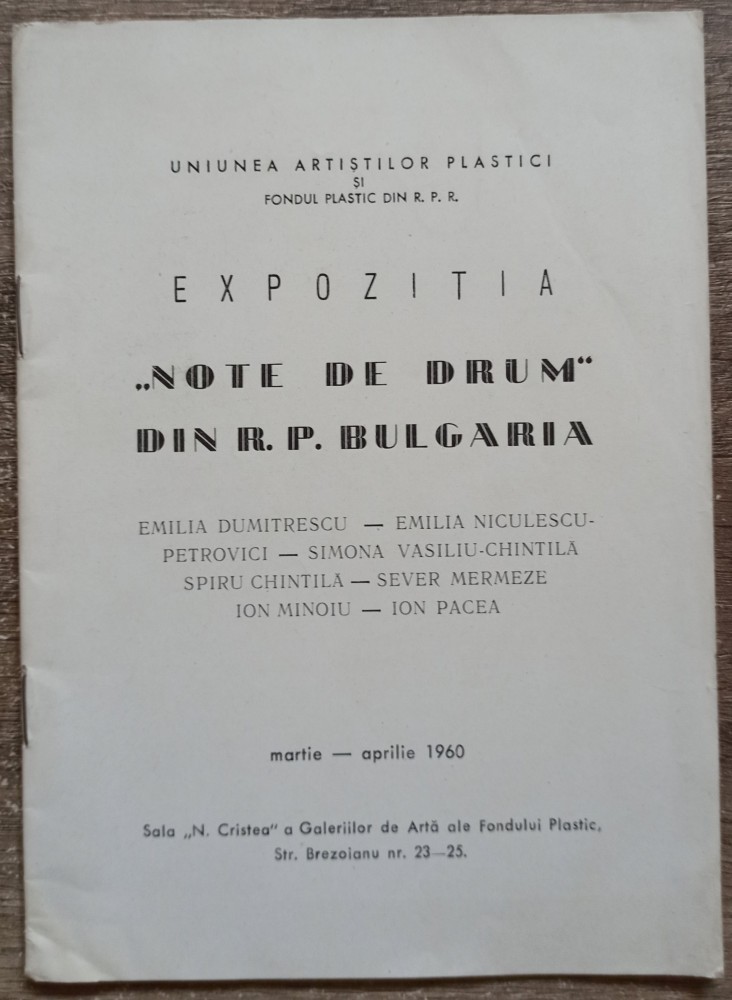 UNIUNEA ARTIȘTILOR PLASTICI
ȘI
FONDUL PLASTIC DIN R. P. R.
EXPOZITIA
„NOTE DE DRUM“
DIN R. P. BULGARIA
EMILIA DUMITRESCU — EMILIA NICULESCU-
PETROVICI — SIMONA VASILIU-CHINTILĂ
SPIRU CHINTILĂ — SEVER MERMEZE
ION MINOIU — ION PACEA
martie — aprilie 1960
Sala „N. Cristea” a Galeriilor de Artă ale Fondului Plastic,
Str. Brezoianu nr. 23—25.